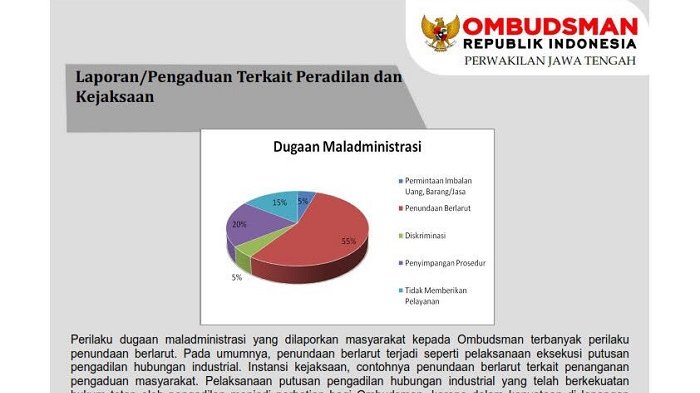 OMBUDSMAN
REPUBLIK INDONESIA
PERWAKILAN JAWA TENGAH
Laporan/Pengaduan Terkait Peradilan dan
Kejaksaan
Dugaan Maladministrasi
5%
55%
5%
20%
15%
Permintaan Imbalan
Uang, Barang/Jasa
Penundaan Berlarut
Diskriminasi
Penyimpangan Prosedur
Tidak Memberikan
Pelayanan
Perilaku dugaan maladministrasi yang dilaporkan masyarakat kepada Ombudsman terbanyak perilaku
penundaan berlarut. Pada umumnya, penundaan berlarut terjadi seperti pelaksanaan eksekusi putusan
pengadilan hubungan industrial. Instansi kejaksaan, contohnya penundaan berlarut terkait penanganan
pengaduan masyarakat. Pelaksanaan putusan pengadilan hubungan industrial yang telah berkekuatan